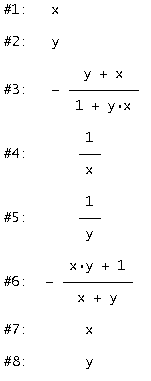 #1: x
#2: y
#3: - (y + x)/(1 + y·x)
#4: 1/x
#5: 1/y
#6: - (x·y + 1)/(x + y)
#7: x
#8: y